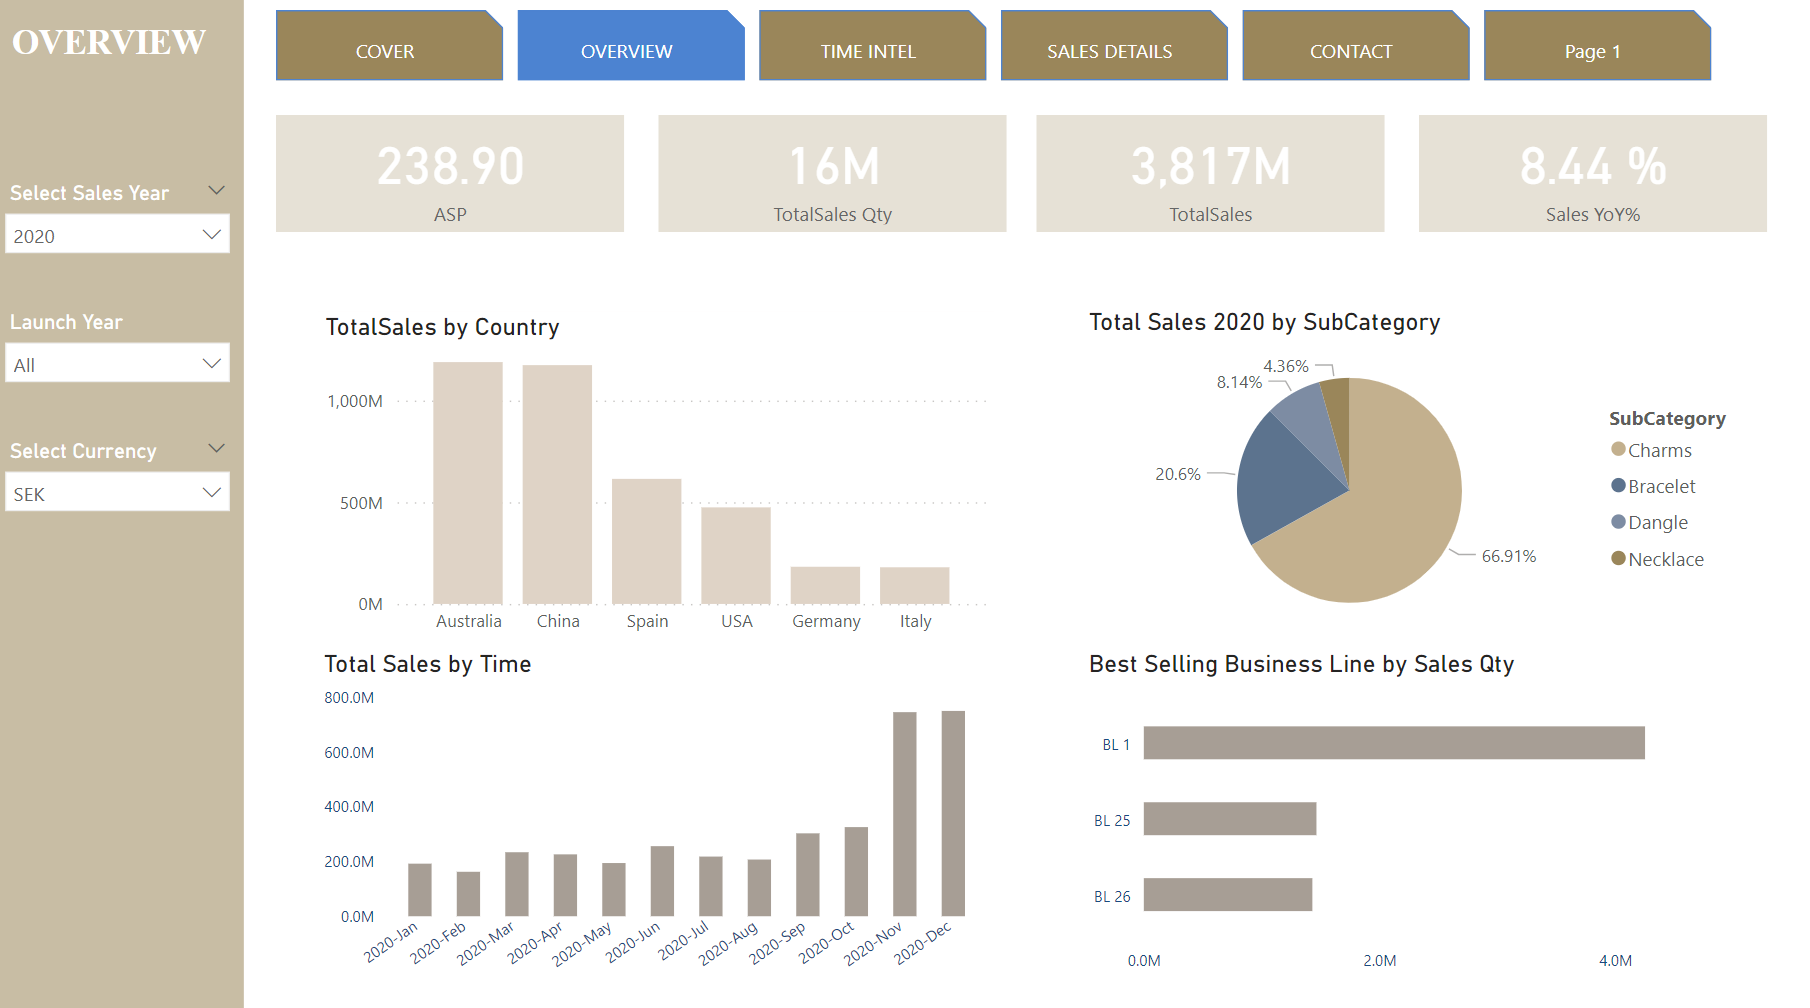 OVERVIEW
COVER
OVERVIEW
TIME INTEL
SALES DETAILS
CONTACT
Page 1
238.90
ASP
16M
TotalSales Qty
3,817M
TotalSales
8.44 %
Sales YoY%
Select Sales Year
2020
Launch Year
All
Select Currency
SEK
TotalSales by Country
1,000M
500M
0M
Australia
China
Spain
USA
Germany
Italy
Total Sales 2020 by SubCategory
4.36%
8.14%
20.6%
66.91%
SubCategory
Charms
Bracelet
Dangle
Necklace
Total Sales by Time
800.0M
600.0M
400.0M
200.0M
0.0M
2020-Jan
2020-Feb
2020-Mar
2020-Apr
2020-May
2020-Jun
2020-Jul
2020-Aug
2020-Sep
2020-Oct
2020-Nov
2020-Dec
Best Selling Business Line by Sales Qty
BL 1
BL 25
BL 26
0.0M
2.0M
4.0M